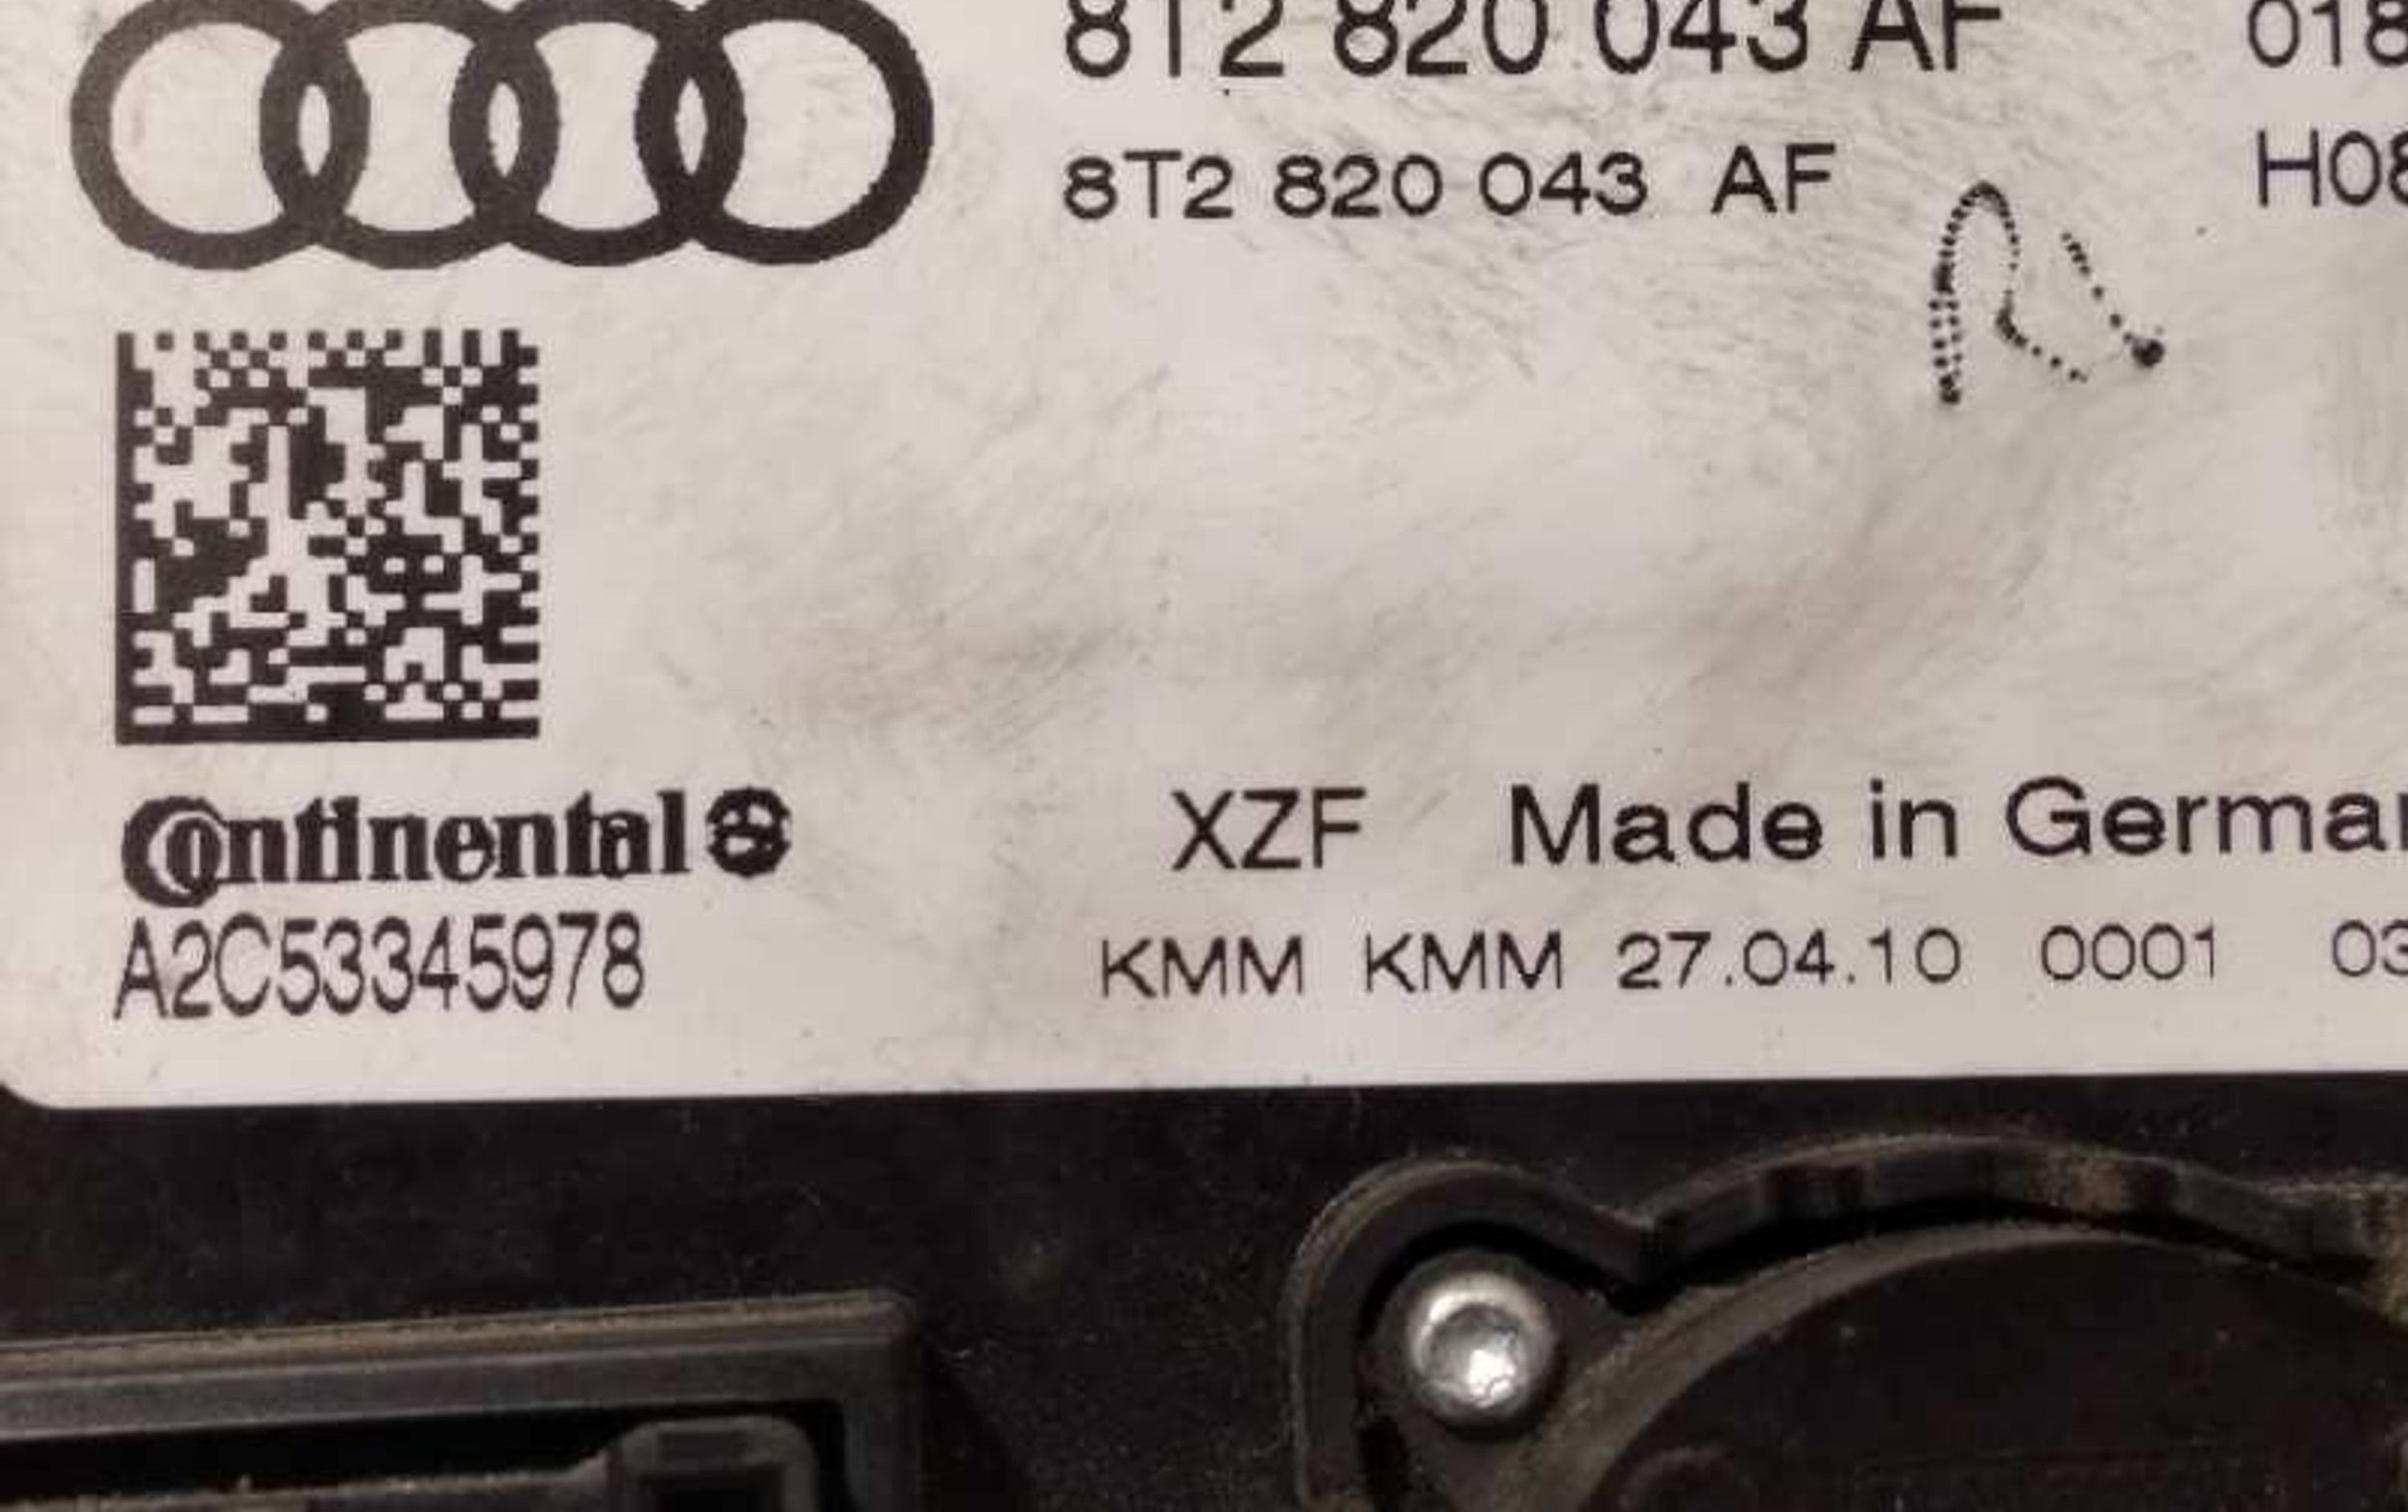 8T2 820 043 AF 018
8T2 820 043 AF H08
Continental
XZF Made in German
A2C53345978
KMM KMM 27.04.10 0001 03